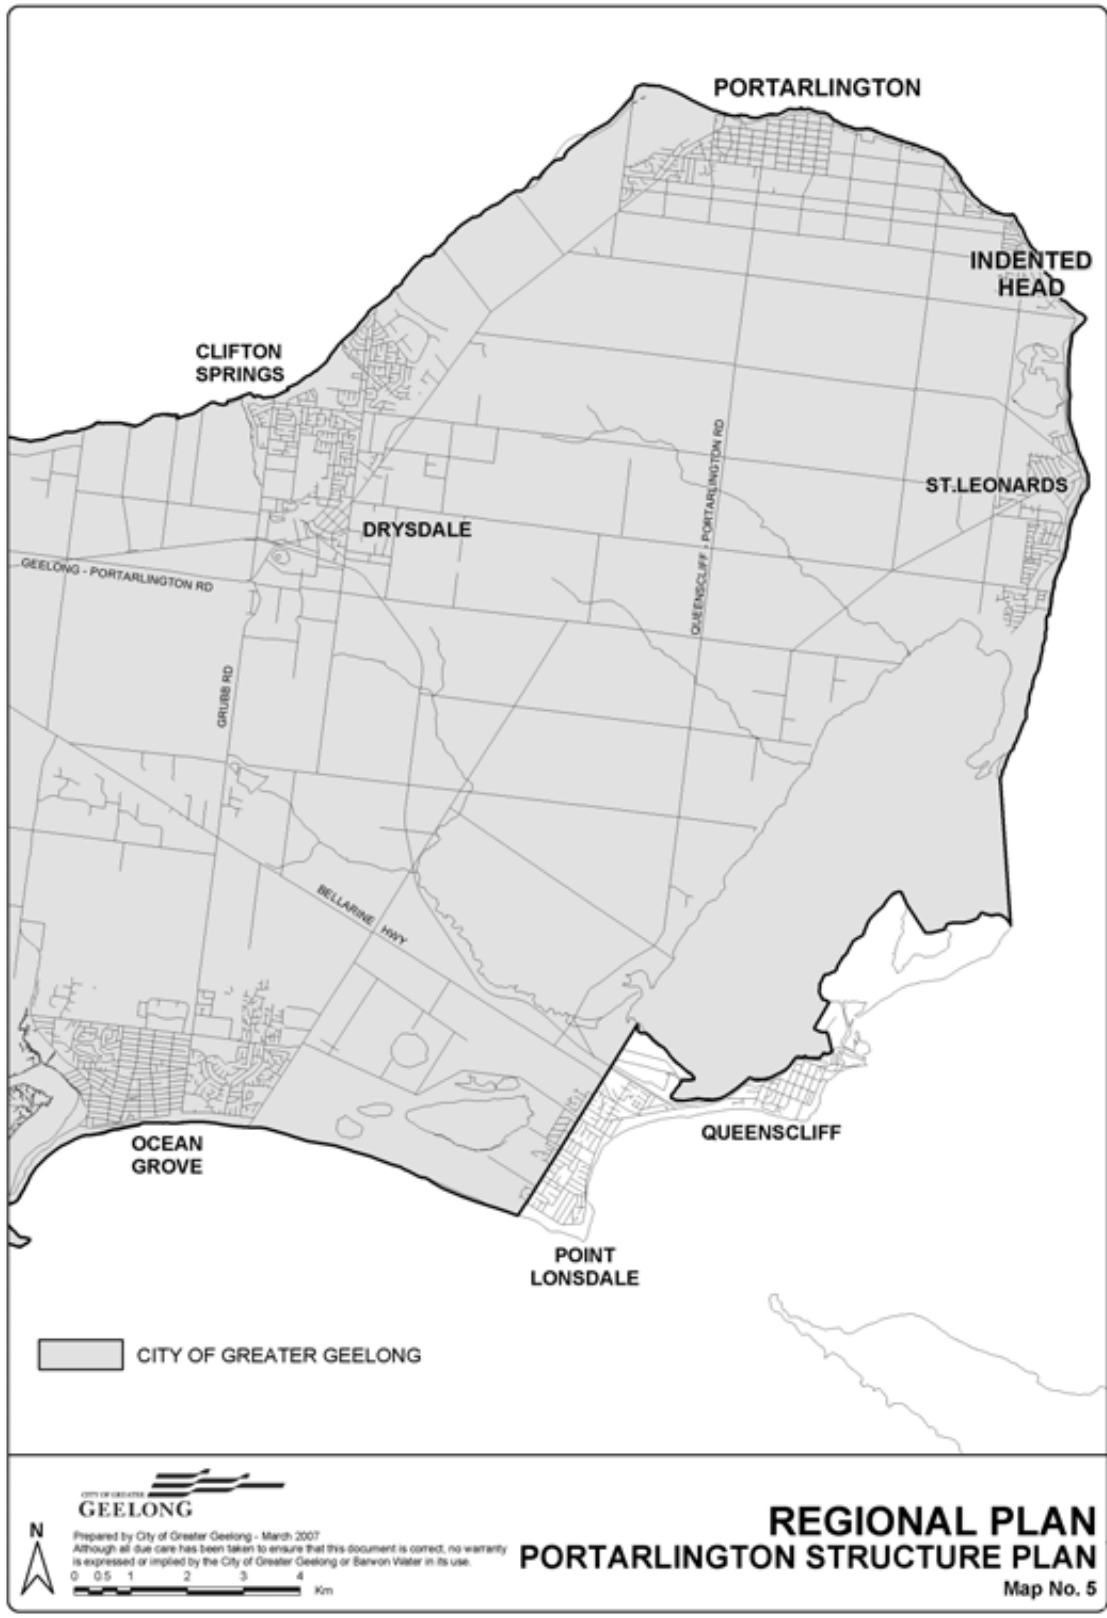 PORTARLINGTON
INDENTED
HEAD
CLIFTON
SPRINGS
ST.LEONARDS
DRYSDALE
QUEENSCLIFF - PORTARLINGTON RD
GEELONG - PORTARLINGTON RD
GRUBB RD
BELLARINE HWY
QUEENSCLIFF
OCEAN
GROVE
POINT
LONSDALE
CITY OF GREATER GEELONG
CITY OF GREATER
GEELONG
N
Prepared by City of Greater Geelong - March 2007
Although all due care has been taken to ensure that this document is correct, no warranty
is expressed or implied by the City of Greater Geelong or Barwon Water in its use.
0 0.5 1 2 3 4
Km
REGIONAL PLAN
PORTARLINGTON STRUCTURE PLAN
Map No. 5